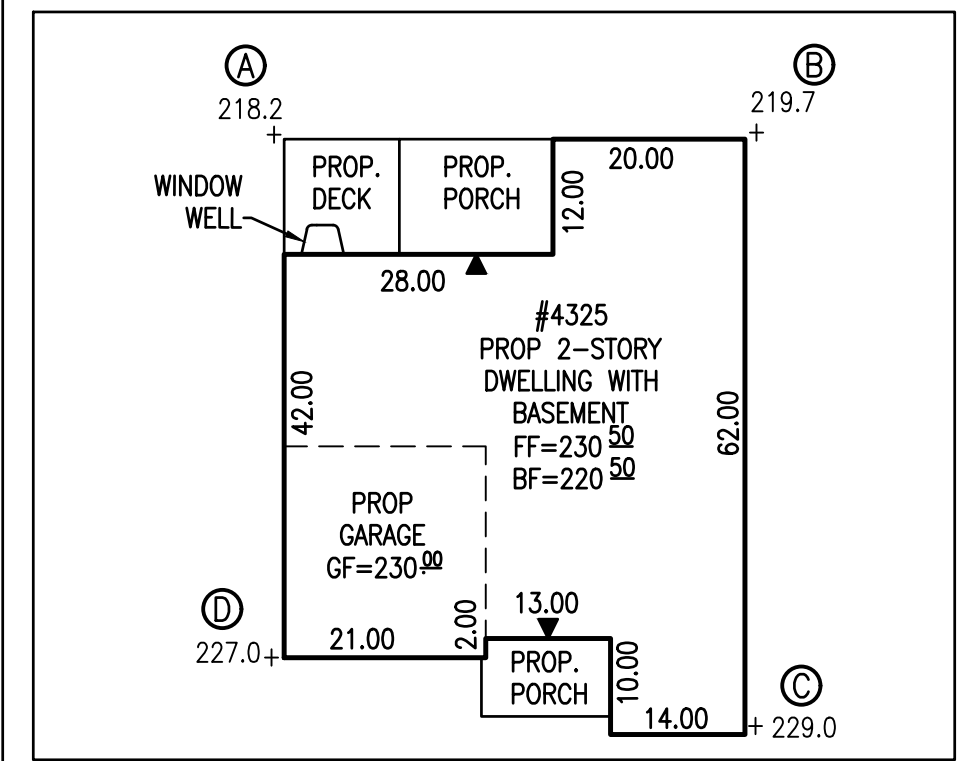 A
B
218.2
219.7
PROP.
DECK
PROP.
PORCH
20.00
12.00
WINDOW
WELL
28.00
#4325
PROP 2-STORY
DWELLING WITH
BASEMENT
FF=230 50
BF=220 50
42.00
62.00
PROP
GARAGE
GF=230.00
D
227.0
21.00
2.00
13.00
PROP.
PORCH
10.00
14.00
C
229.0